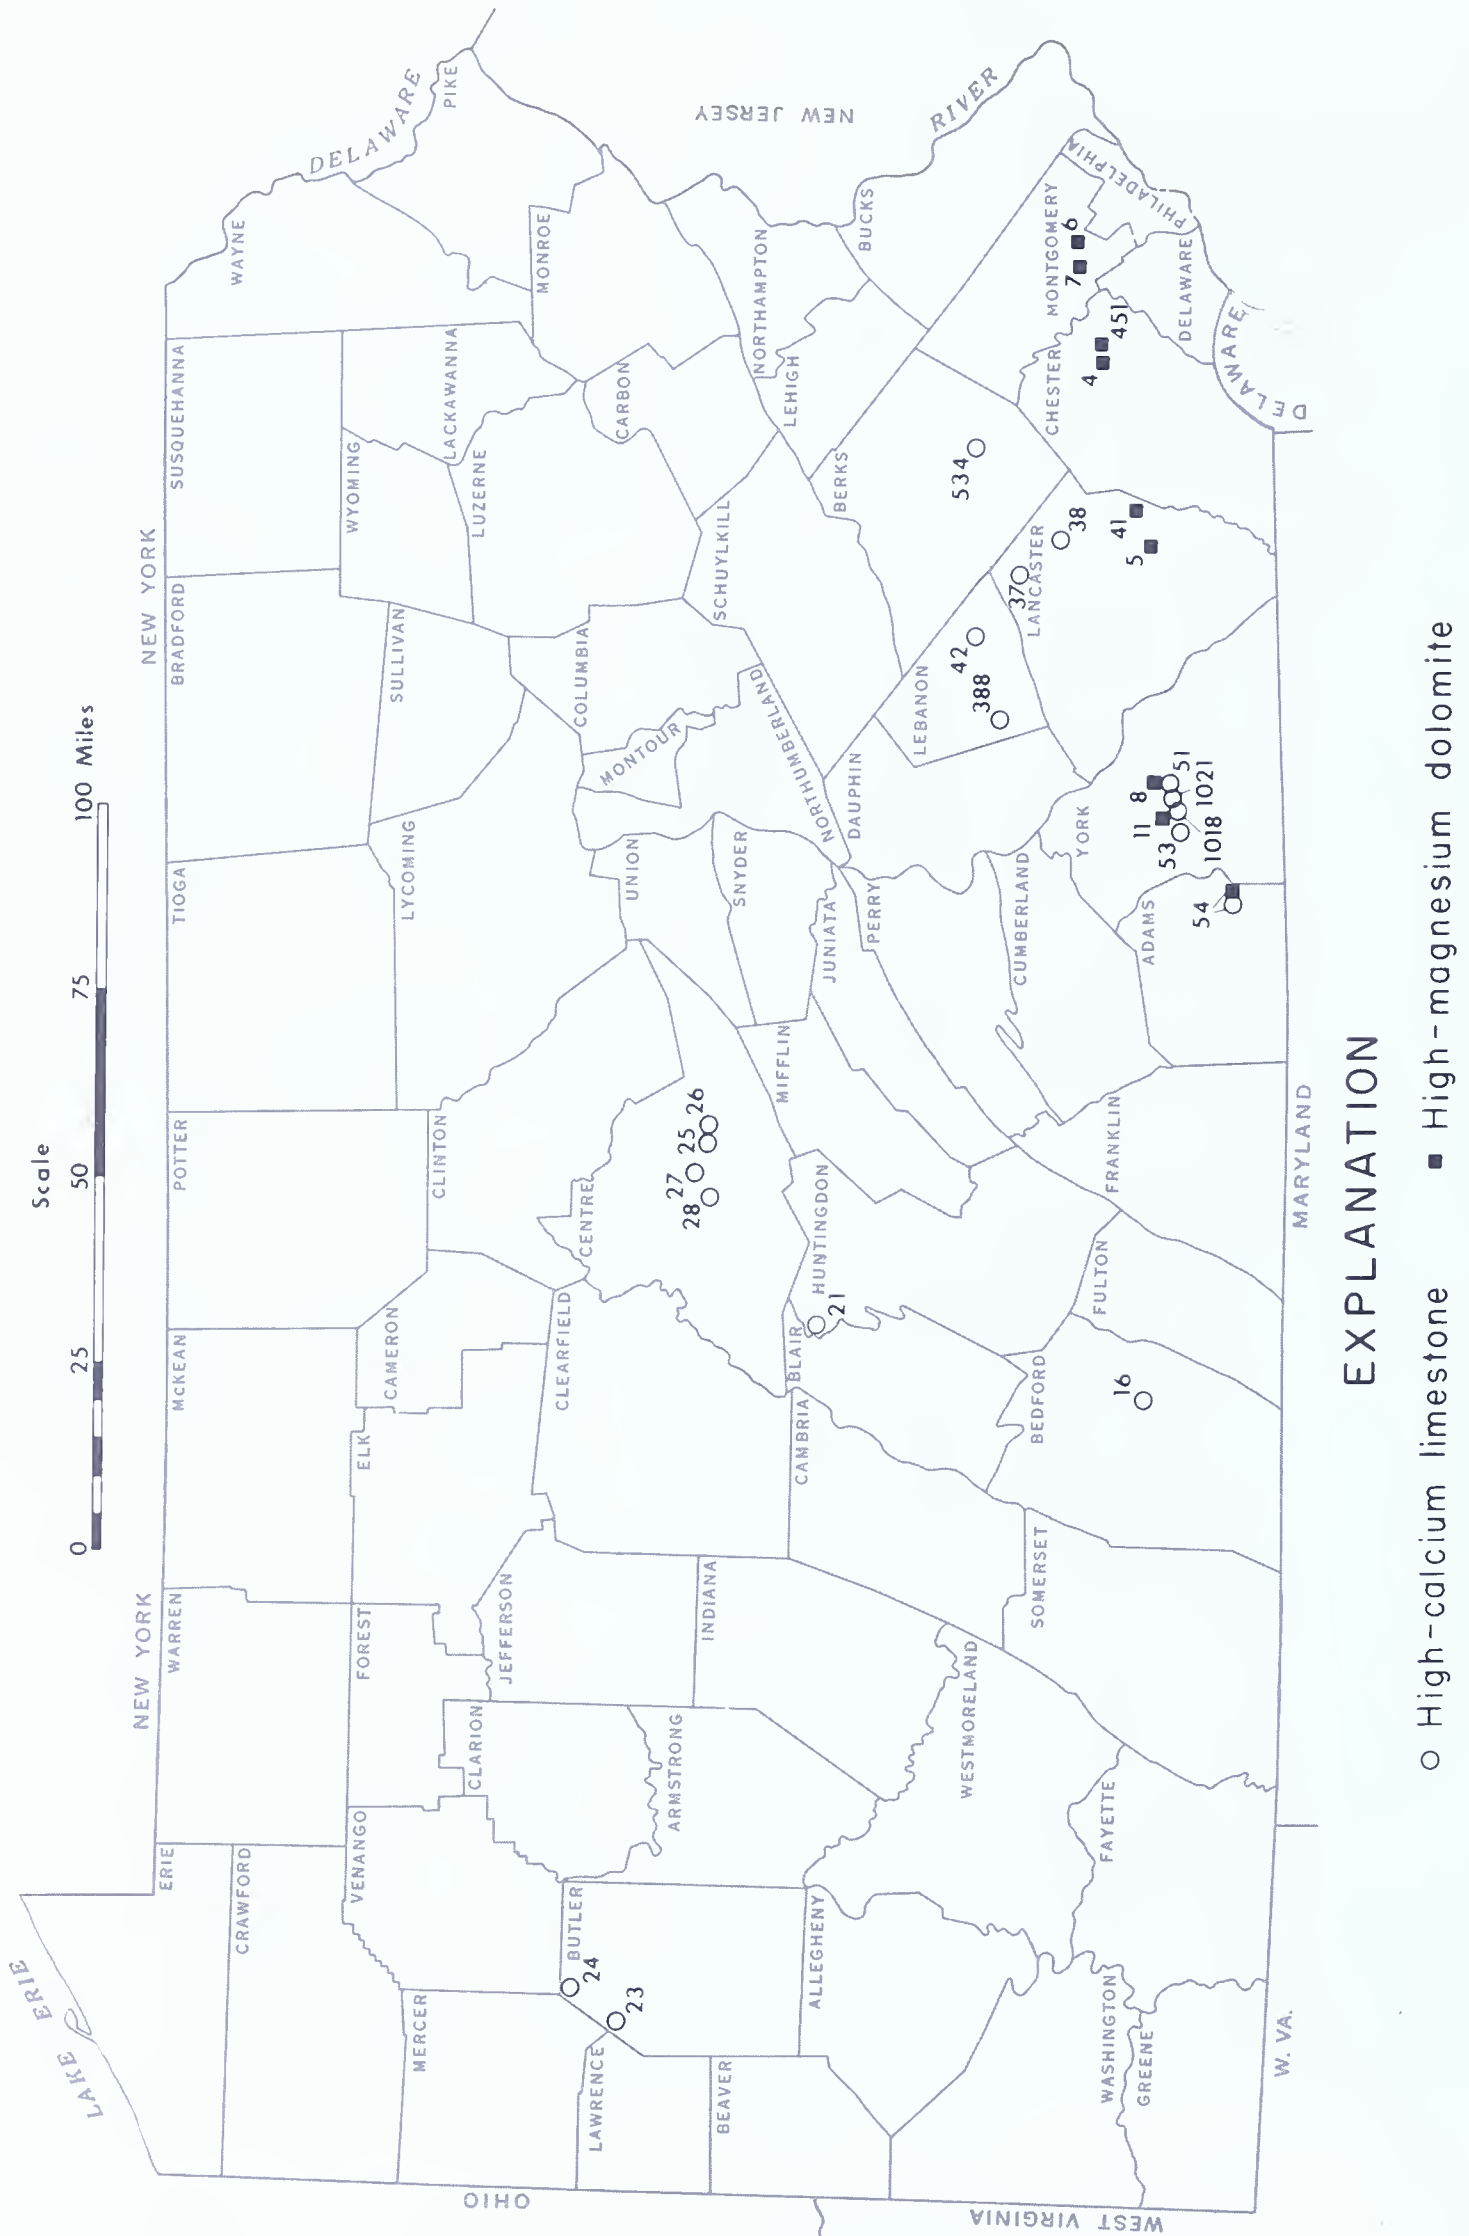 Scale
0 25 50 75 100 Miles
LAKE ERIE
NEW YORK
NEW YORK
ERIE
WARREN
McKEAN
POTTER
TIOGA
BRADFORD
SUSQUEHANNA
WAYNE
DELAWARE
PIKE
CRAWFORD
VENANGO
FOREST
ELK
CAMERON
CLINTON
LYCOMING
SULLIVAN
WYOMING
LACKAWANNA
LUZERNE
MONROE
MERCER
CLARION
JEFFERSON
CLEARFIELD
CENTRE
UNION
MONTOUR
COLUMBIA
CARBON
NEW JERSEY
OHIO
LAWRENCE
BUTLER
24
23
ARMSTRONG
INDIANA
28
27
25
26
SNYDER
NORTHUMBERLAND
SCHUYLKILL
LEHIGH
NORTHAMPTON
BEAVER
ALLEGHENY
CAMBRIA
BLAIR
21
HUNTINGDON
MIFFLIN
JUNIATA
PERRY
DAUPHIN
LEBANON
388
42
BERKS
534
BUCKS
RIVER
WESTMORELAND
SOMERSET
BEDFORD
16
FULTON
FRANKLIN
CUMBERLAND
ADAMS
54
YORK
53
11
8
51
1018
1021
LANCASTER
37
38
5
41
CHESTER
4
451
MONTGOMERY
7
6
PHILADELPHIA
DELAWARE
DELAWARE
WASHINGTON
GREENE
FAYETTE
WEST VIRGINIA
W. VA.
MARYLAND
EXPLANATION
High-calcium limestone
High-magnesium dolomite